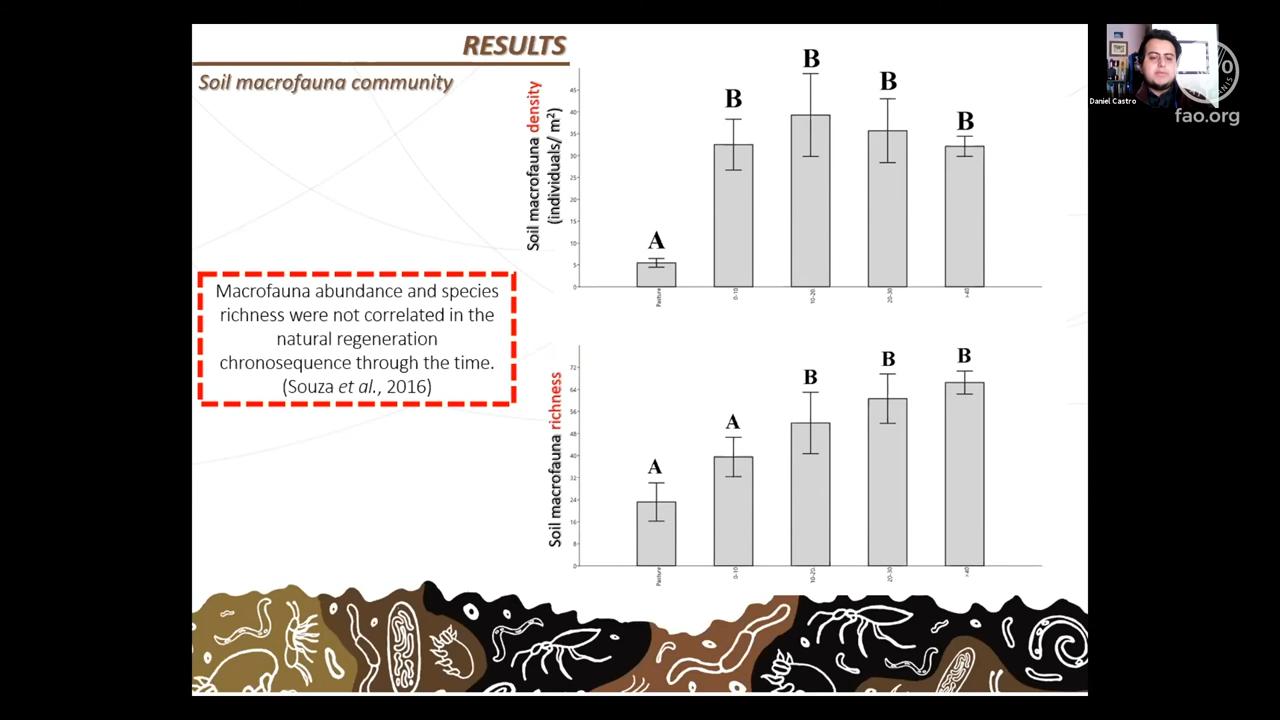 RESULTS
Soil macrofauna community
Macrofauna abundance and species
richness were not correlated in the
natural regeneration
chronosequence through the time.
(Souza et al., 2016)
Soil macrofauna density
(individuals/ m²)
45
40
35
30
25
20
15
10
5
0
A
B
B
B
B
Pasture
0-10
10-20
20-30
>40
Soil macrofauna richness
72
64
56
48
40
32
24
16
8
0
A
A
B
B
B
Pasture
0-10
10-20
20-30
>40
Daniel Castro
fao.org